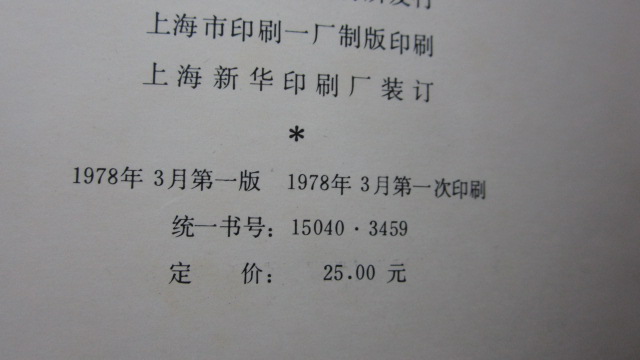 发行
上海市印刷一厂制版印刷
上海新华印刷厂装订
*
1978年 3月第一版 1978年 3月第一次印刷
统一书号：15040·3459
定 价： 25.00 元